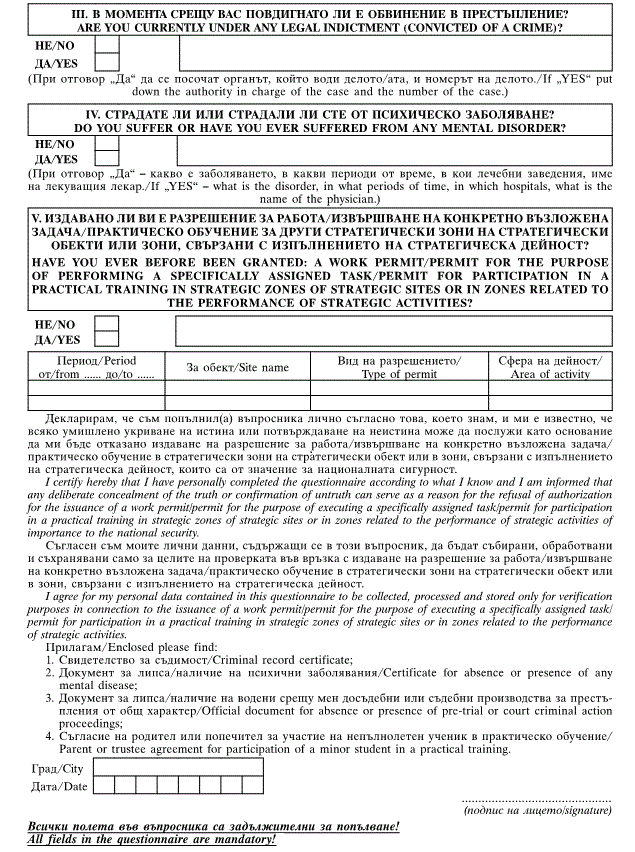 III. В МОМЕНТА СРЕЩУ ВАС ПОВДИГНАТО ЛИ Е ОБВИНЕНИЕ В ПРЕСТЪПЛЕНИЕ?
ARE YOU CURRENTLY UNDER ANY LEGAL INDICTMENT (CONVICTED OF A CRIME)?
НЕ/NO
ДА/YES
(При отговор „Да“ да се посочат органът, който води делото/ата, и номерът на делото./If „YES“ put
down the authority in charge of the case and the number of the case.)
IV. СТРАДАТЕ ЛИ ИЛИ СТРАДАЛИ ЛИ СТЕ ОТ ПСИХИЧЕСКО ЗАБОЛЯВАНЕ?
DO YOU SUFFER OR HAVE YOU EVER SUFFERED FROM ANY MENTAL DISORDER?
НЕ/NO
ДА/YES
(При отговор „Да“ – какво е заболяването, в какви периоди от време, в кои лечебни заведения, име
на лекуващия лекар./If „YES“ – what is the disorder, in what periods of time, in which hospitals, what is the
name of the physician.)
V. ИЗДАВАНО ЛИ ВИ Е РАЗРЕШЕНИЕ ЗА РАБОТА/ИЗВЪРШВАНЕ НА КОНКРЕТНО ВЪЗЛОЖЕНА
ЗАДАЧА/ПРАКТИЧЕСКО ОБУЧЕНИЕ ЗА ДРУГИ СТРАТЕГИЧЕСКИ ЗОНИ НА СТРАТЕГИЧЕСКИ
ОБЕКТИ ИЛИ ЗОНИ, СВЪРЗАНИ С ИЗПЪЛНЕНИЕТО НА СТРАТЕГИЧЕСКА ДЕЙНОСТ?
HAVE YOU EVER BEFORE BEEN GRANTED: A WORK PERMIT/PERMIT FOR THE PURPOSE
OF PERFORMING A SPECIFICALLY ASSIGNED TASK/PERMIT FOR PARTICIPATION IN A
PRACTICAL TRAINING IN STRATEGIC ZONES OF STRATEGIC SITES OR IN ZONES RELATED TO
THE PERFORMANCE OF STRATEGIC ACTIVITIES?
НЕ/NO
ДА/YES
Период/Period
от/from ...... до/to ......
За обект/Site name
Вид на разрешението/
Type of permit
Сфера на дейност/
Area of activity
Декларирам, че съм попълнил(а) въпросника лично съгласно това, което знам, и ми е известно, че
всяко умишлено укриване на истина или потвърждаване на неистина може да послужи като основание
да ми бъде отказано издаване на разрешение за работа/извършване на конкретно възложена задача/
практическо обучение в стратегически зони на стратегически обект или в зони, свързани с изпълнението
на стратегическа дейност, които са от значение за националната сигурност.
I certify hereby that I have personally completed the questionnaire according to what I know and I am informed that
any deliberate concealment of the truth or confirmation of untruth can serve as a reason for the refusal of authorization
for the issuance of a work permit/permit for the purpose of executing a specifically assigned task/permit for participation
in a practical training in strategic zones of strategic sites or in zones related to the performance of strategic activities of
importance to the national security.
Съгласен съм моите лични данни, съдържащи се в този въпросник, да бъдат събирани, обработвани
и съхранявани само за целите на проверката във връзка с издаване на разрешение за работа/извършване
на конкретно възложена задача/практическо обучение в стратегически зони на стратегически обект или
в зони, свързани с изпълнението на стратегическа дейност.
I agree for my personal data contained in this questionnaire to be collected, processed and stored only for verification
purposes in connection to the issuance of a work permit/permit for the purpose of executing a specifically assigned task/
permit for participation in a practical training in strategic zones of strategic sites or in zones related to the performance
of strategic activities.
Прилагам/Enclosed please find:
1. Свидетелство за съдимост/Criminal record certificate;
2. Документ за липса/наличие на психични заболявания/Certificate for absence or presence of any
mental disease;
3. Документ за липса/наличие на водени срещу мен досъдебни или съдебни производства за престъ-
пления от общ характер/Official document for absence or presence of pre-trial or court criminal action
proceedings;
4. Съгласие на родител или попечител за участие на непълнолетен ученик в практическо обучение/
Parent or trustee agreement for participation of a minor student in a practical training.
Град/City
Дата/Date
......................................
(подпис на лицето/signature)
Всички полета във въпросника са задължителни за попълване!
All fields in the questionnaire are mandatory!